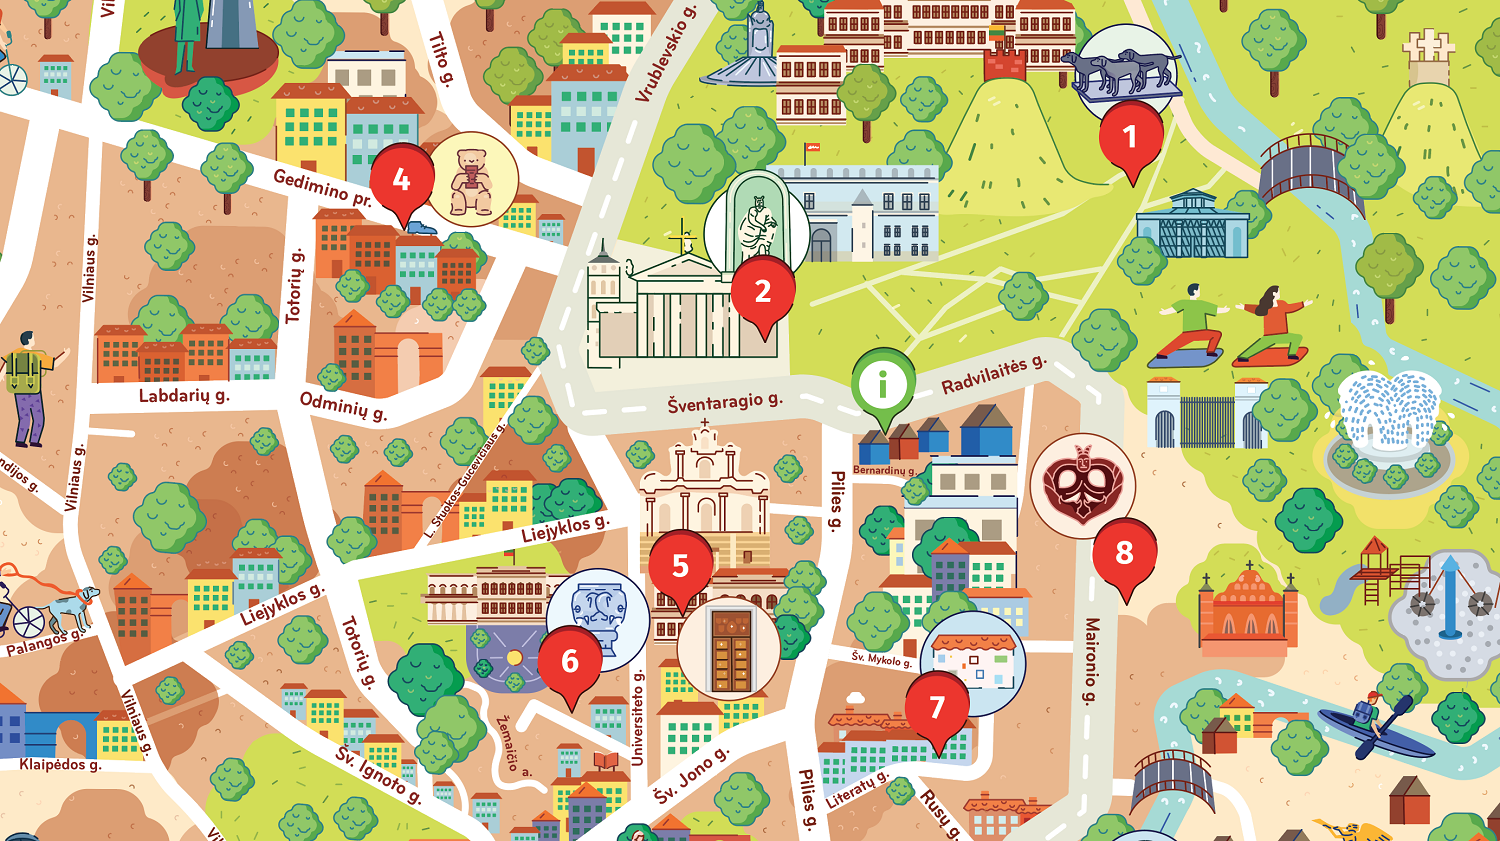 Vrublevskio g.
Tilto g.
1
4
Gedimino pr.
2
Vilniaus g.
Totorių g.
i
Radvilaitės g.
Labdarių g.
Odminių g.
Šventaragio g.
L. Stuokos-Gucevičiaus g.
Bernardinų g.
Vilniaus g.
Pilies g.
ndijos g.
Liejyklos g.
5
8
Liejyklos g.
Palangos g.
Totorių g.
6
Šv. Mykolo g.
Maironio g.
7
Universiteto g.
Vilniaus g.
Žemaičio a.
Klaipėdos g.
Šv. Ignoto g.
Šv. Jono g.
Pilies g.
Literatų g.
Rusų g.